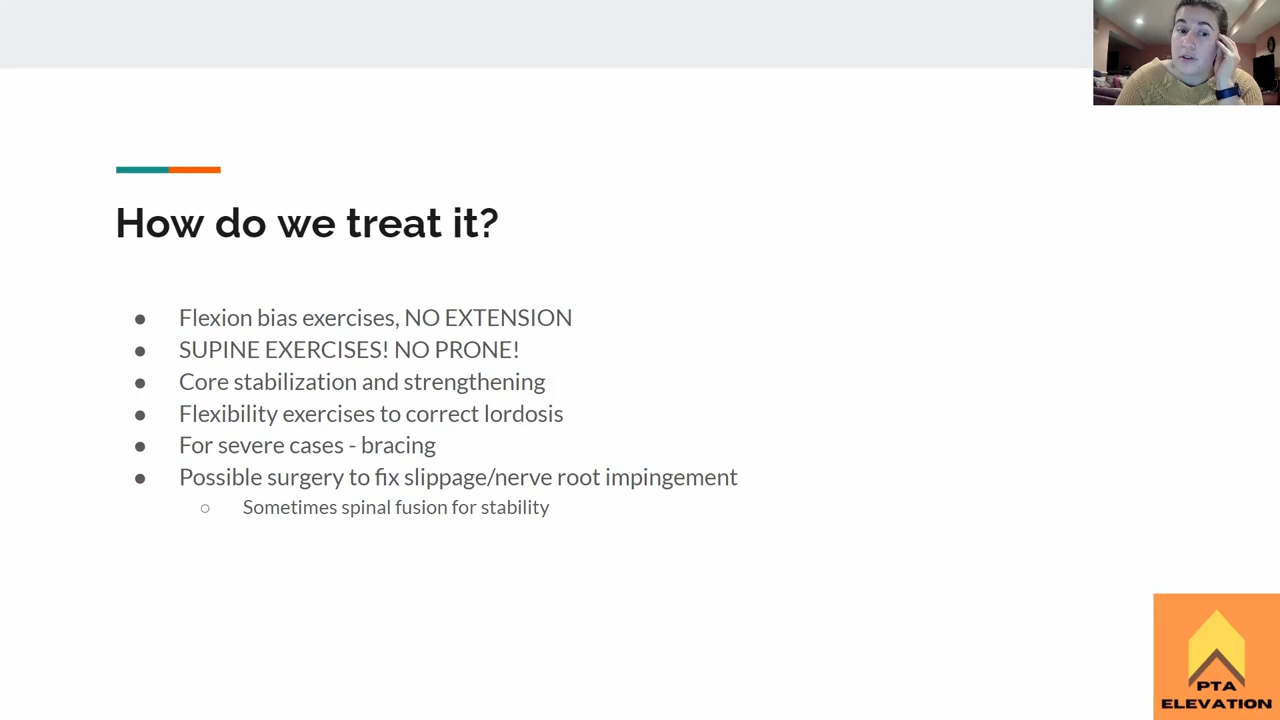 How do we treat it?
● Flexion bias exercises, NO EXTENSION
● SUPINE EXERCISES! NO PRONE!
● Core stabilization and strengthening
● Flexibility exercises to correct lordosis
● For severe cases - bracing
● Possible surgery to fix slippage/nerve root impingement
○ Sometimes spinal fusion for stability
PTA
ELEVATION